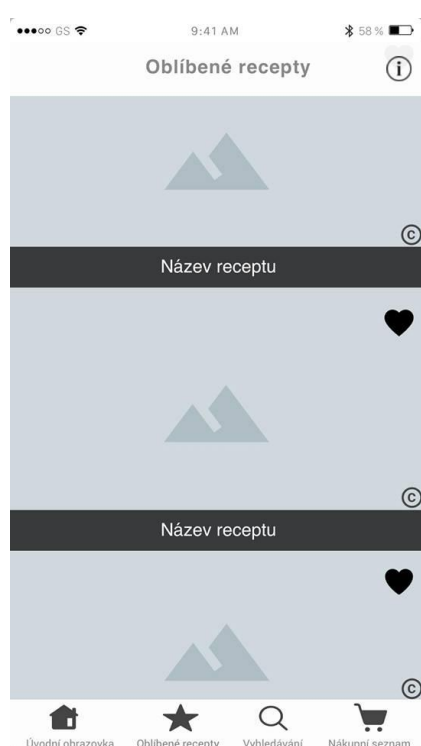 GS 9:41 AM 58 %
Oblíbené recepty
i
©
Název receptu
©
Název receptu
©
Úvodní obrazovka Oblíbené recepty Vyhledávání Nákupní seznam